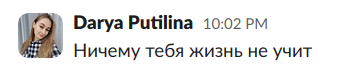 Darya Putilina 10:02 PM
Ничему тебя жизнь не учит